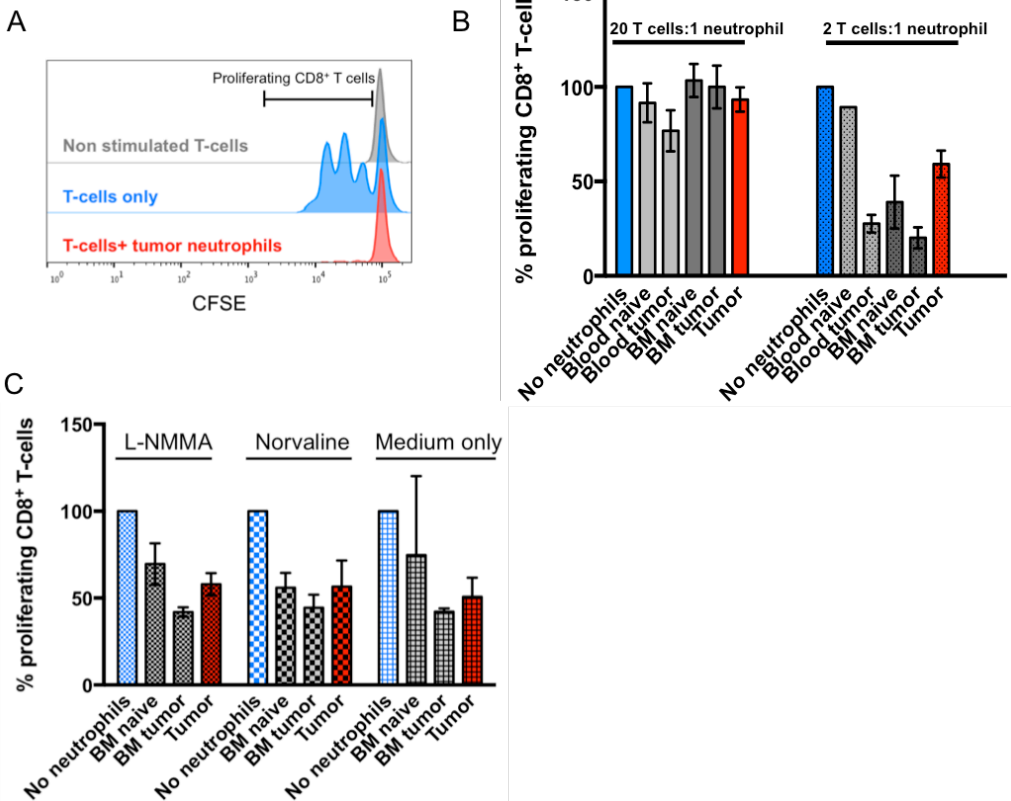 A
Proliferating CD8⁺ T cells
Non stimulated T-cells
T-cells only
T-cells+ tumor neutrophils
10⁰ 10¹ 10² 10³ 10⁴ 10⁵
CFSE
B
% proliferating CD8⁺ T-cell
20 T cells:1 neutrophil
2 T cells:1 neutrophil
100
50
0
No neutrophils
Blood naive
Blood tumor
BM naive
BM tumor
Tumor
No neutrophils
Blood naive
Blood tumor
BM naive
BM tumor
Tumor
C
% proliferating CD8⁺ T-cells
150
100
50
0
L-NMMA
Norvaline
Medium only
No neutrophils
BM naive
BM tumor
Tumor
No neutrophils
BM naive
BM tumor
Tumor
No neutrophils
BM naive
BM tumor
Tumor